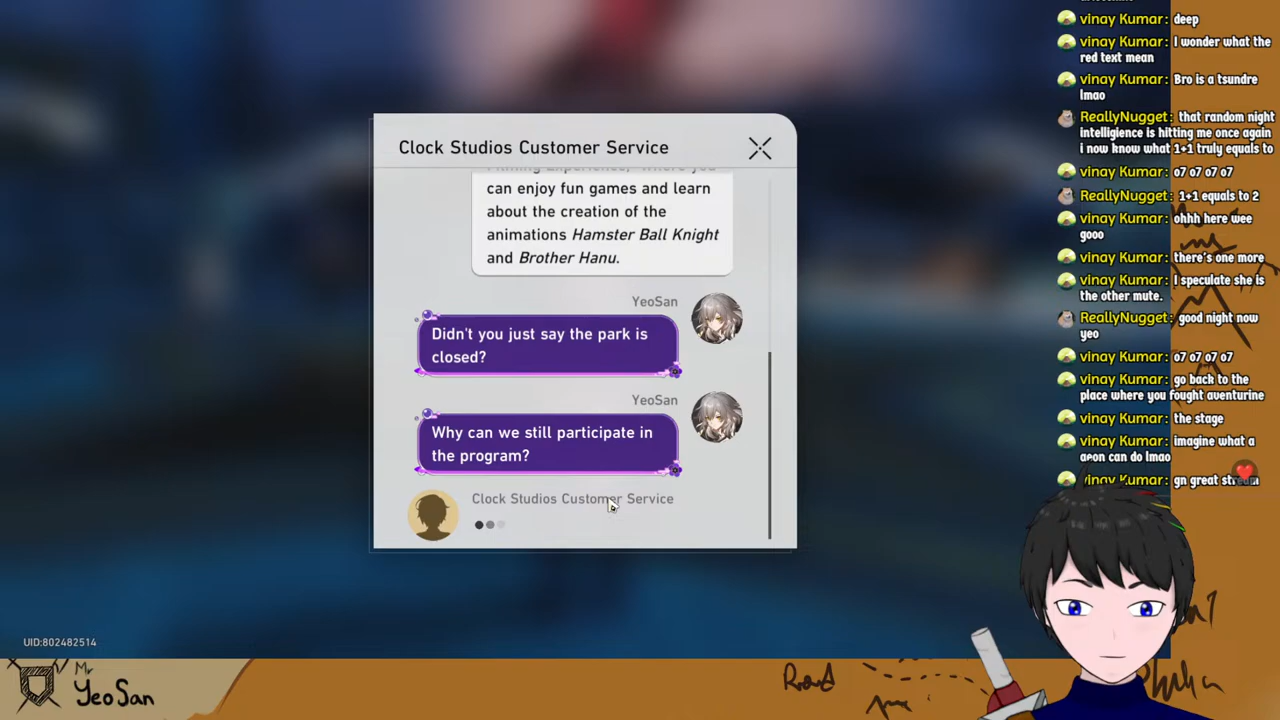 Clock Studios Customer Service
can enjoy fun games and learn
about the creation of the
animations Hamster Ball Knight
and Brother Hanu.
YeoSan
Didn't you just say the park is
closed?
YeoSan
Why can we still participate in
the program?
Clock Studios Customer Service
UID:802482514
Mr
YeoSan
vinay Kumar: deep
vinay Kumar: I wonder what the
red text mean
vinay Kumar: Bro is a tsundre
lmao
ReallyNugget: that random night
intelligience is hitting me once again
i now know what 1+1 truly equals to
vinay Kumar: o7 o7 o7 o7
ReallyNugget: 1+1 equals to 2
vinay Kumar: ohhh here wee
gooo
vinay Kumar: there's one more
vinay Kumar: I speculate she is
the other mute.
ReallyNugget: good night now
yeo
vinay Kumar: o7 o7 o7 o7
vinay Kumar: go back to the
place where you fought aventurine
vinay Kumar: the stage
vinay Kumar: imagine what a
aeon can do lmao
vinay Kumar: gn great stream